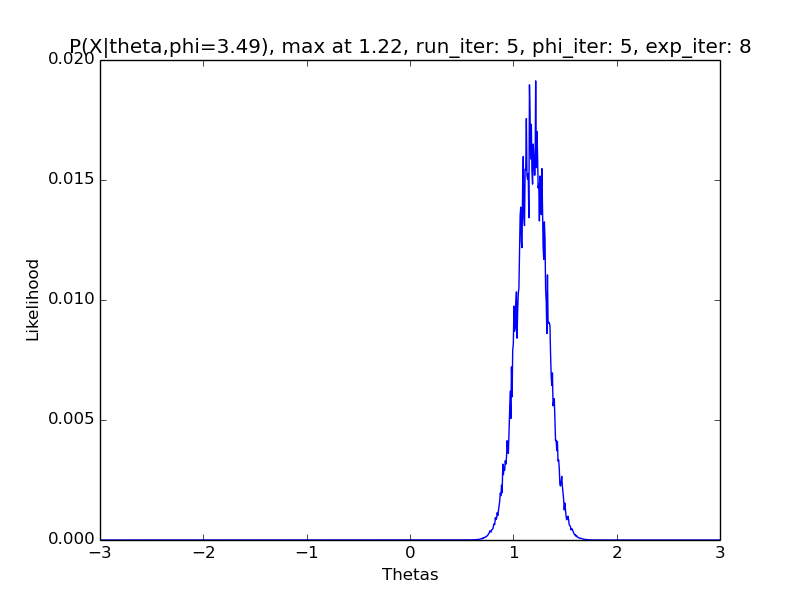 P(X|theta,phi=3.49), max at 1.22, run_iter: 5, phi_iter: 5, exp_iter: 8
0.020
0.015
0.010
0.005
0.000
Likelihood
−3 −2 −1 0 1 2 3
Thetas